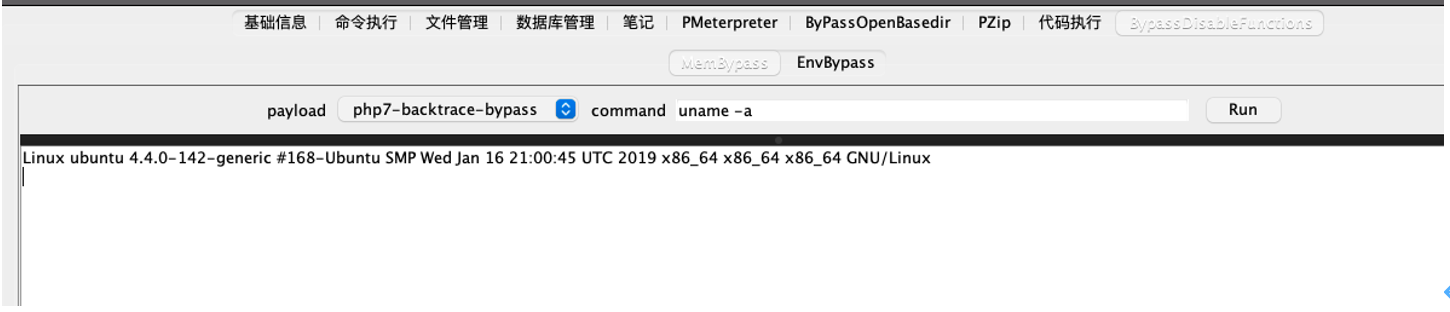 基础信息 命令执行 文件管理 数据库管理 笔记 PMeterpreter ByPassOpenBasedir PZip 代码执行 BypassDisableFunctions
MemBypass EnvBypass
payload php7-backtrace-bypass command uname -a Run
Linux ubuntu 4.4.0-142-generic #168-Ubuntu SMP Wed Jan 16 21:00:45 UTC 2019 x86_64 x86_64 x86_64 GNU/Linux